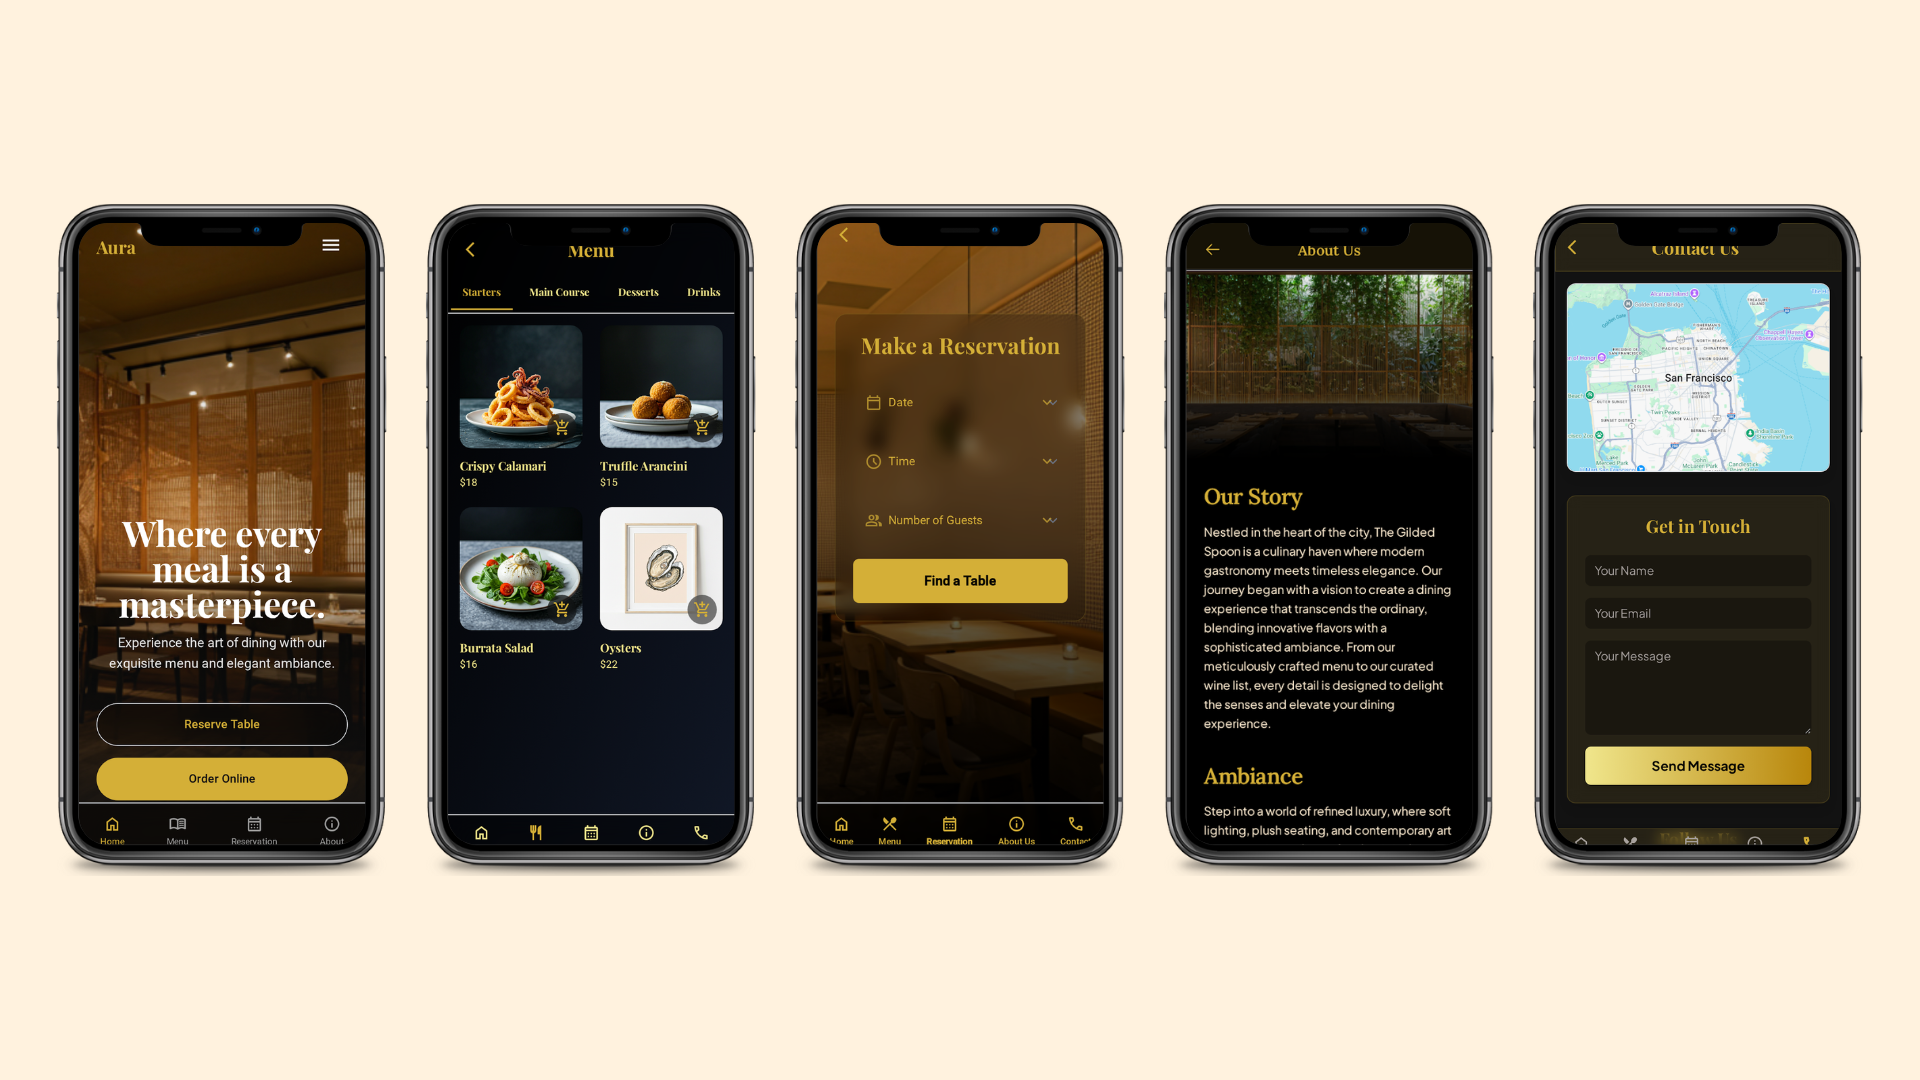 Aura
Where every
meal is a
masterpiece.
Experience the art of dining with our
exquisite menu and elegant ambiance.
Reserve Table
Order Online
Home Menu Reservation About
Menu
Starters Main Course Desserts Drinks
Crispy Calamari
$18
Truffle Arancini
$15
Burrata Salad
$16
Oysters
$22
Make a Reservation
Date
Time
Number of Guests
Find a Table
Home Menu Reservation About Us Contact
About Us
Our Story
Nestled in the heart of the city, The Gilded
Spoon is a culinary haven where modern
gastronomy meets timeless elegance. Our
journey began with a vision to create a dining
experience that transcends the ordinary,
blending innovative flavors with a
sophisticated ambiance. From our
meticulously crafted menu to our curated
wine list, every detail is designed to delight
the senses and elevate your dining
experience.
Ambiance
Step into a world of refined luxury, where soft
lighting, plush seating, and contemporary art
Contact Us
San Francisco
Get in Touch
Your Name
Your Email
Your Message
Send Message
Follow Us